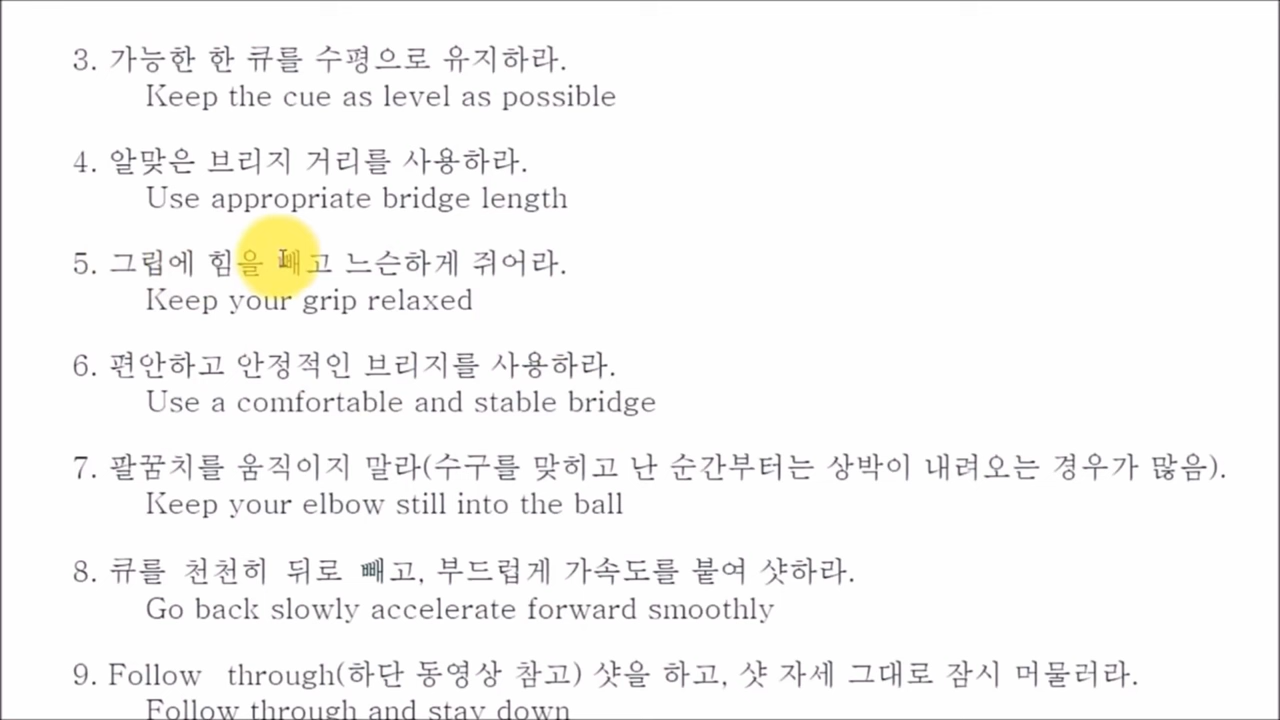 3. 가능한 한 큐를 수평으로 유지하라.
Keep the cue as level as possible
4. 알맞은 브리지 거리를 사용하라.
Use appropriate bridge length
5. 그립에 힘을 빼고 느슨하게 쥐어라.
Keep your grip relaxed
6. 편안하고 안정적인 브리지를 사용하라.
Use a comfortable and stable bridge
7. 팔꿈치를 움직이지 말라(수구를 맞히고 난 순간부터는 상박이 내려오는 경우가 많음).
Keep your elbow still into the ball
8. 큐를 천천히 뒤로 빼고, 부드럽게 가속도를 붙여 샷하라.
Go back slowly accelerate forward smoothly
9. Follow through(하단 동영상 참고) 샷을 하고, 샷 자세 그대로 잠시 머물러라.
Follow through and stay down